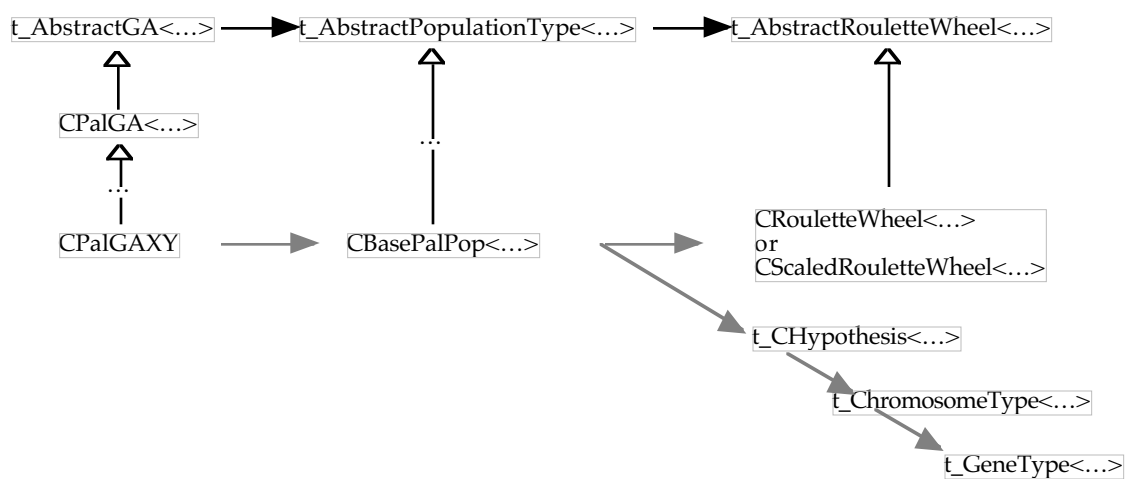 t_AbstractGA<…>
t_AbstractPopulationType<…>
t_AbstractRouletteWheel<…>
CPalGA<…>
…
…
CPalGAXY
CBasePalPop<…>
CRouletteWheel<…>
or
CScaledRouletteWheel<…>
t_CHypothesis<…>
t_ChromosomeType<…>
t_GeneType<…>